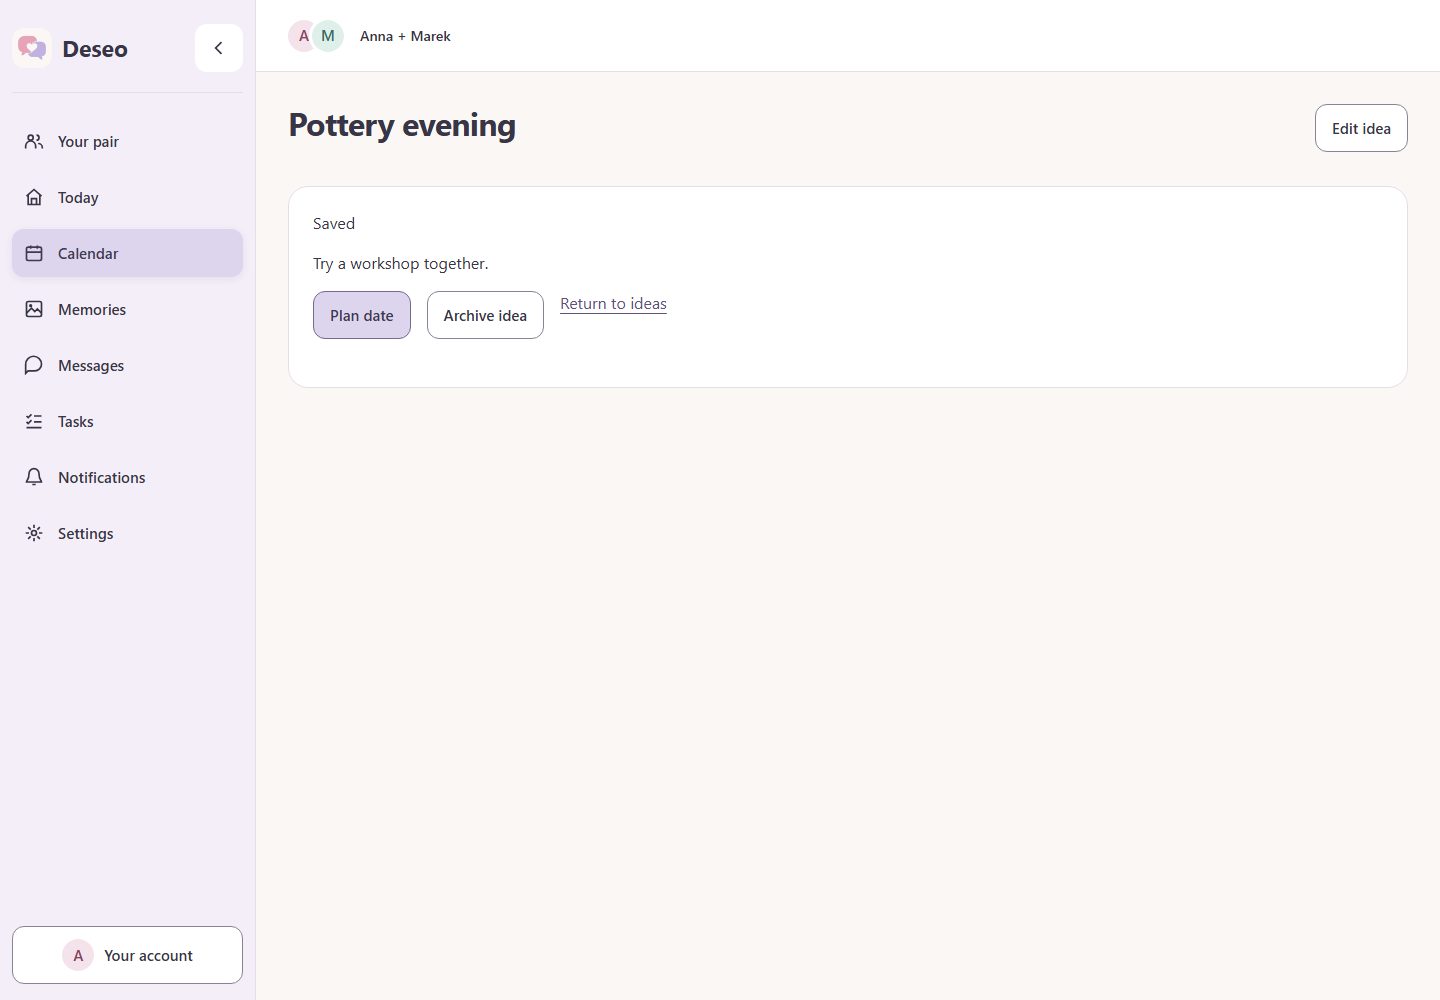 Deseo
Your pair
Today
Calendar
Memories
Messages
Tasks
Notifications
Settings
A Your account
A M Anna + Marek
Pottery evening
Edit idea
Saved
Try a workshop together.
Plan date Archive idea Return to ideas